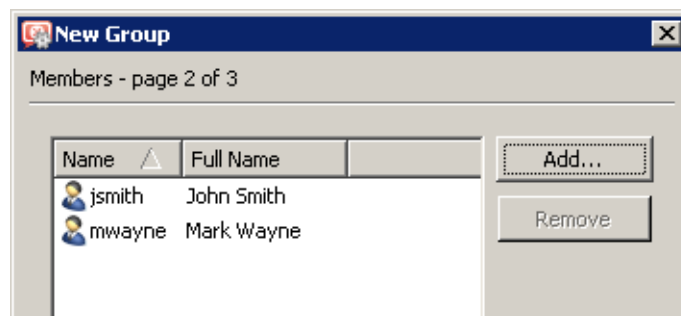 New Group
Members - page 2 of 3
Name Full Name
Add...
jsmith John Smith
Remove
mwayne Mark Wayne